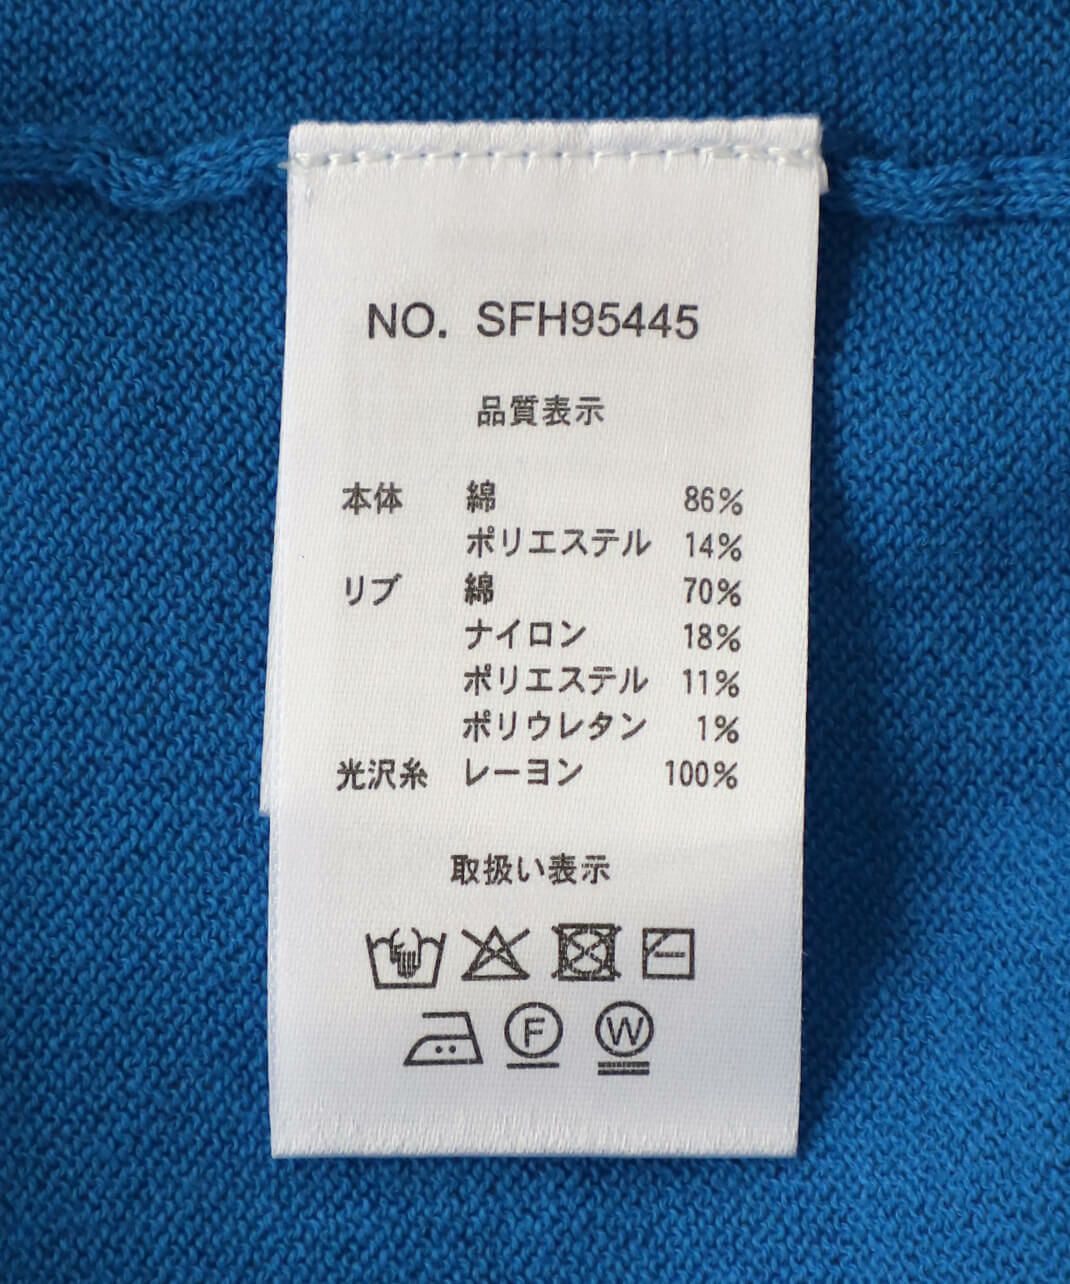 NO. SFH95445
品質表示
本体 綿 86%
ポリエステル 14%
リブ 綿 70%
ナイロン 18%
ポリエステル 11%
ポリウレタン 1%
光沢糸 レーヨン 100%
取扱い表示
F W